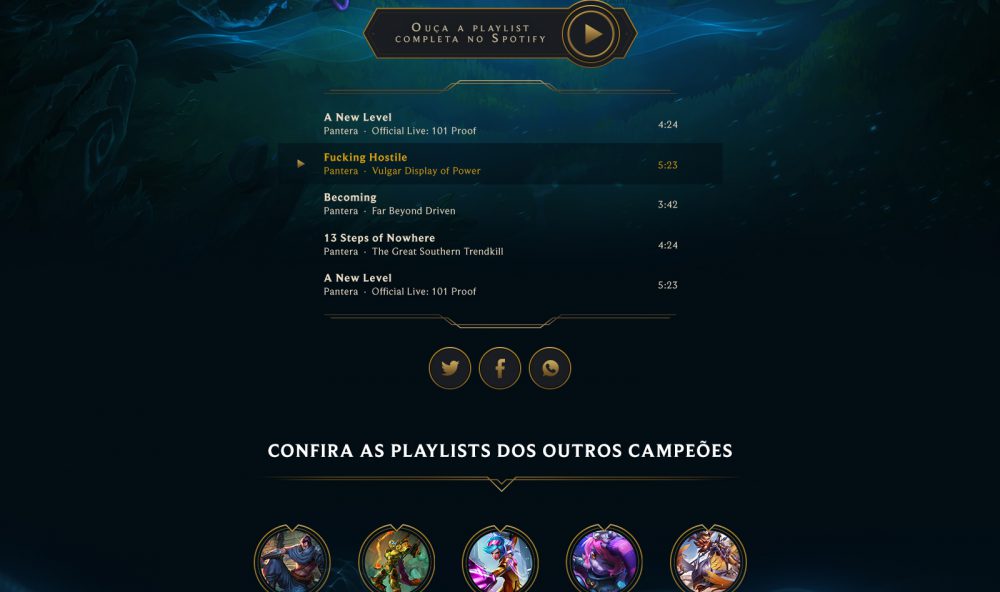 Ouça a playlist
completa no Spotify
A New Level
Pantera · Official Live: 101 Proof
4:24
Fucking Hostile
Pantera · Vulgar Display of Power
5:23
Becoming
Pantera · Far Beyond Driven
3:42
13 Steps of Nowhere
Pantera · The Great Southern Trendkill
4:24
A New Level
Pantera · Official Live: 101 Proof
5:23
CONFIRA AS PLAYLISTS DOS OUTROS CAMPEÕES